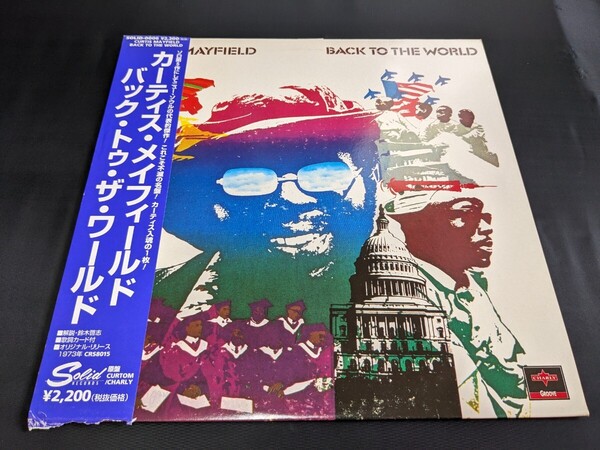 SOLID-0006 ¥2,200
CURTIS MAYFIELD
BACK TO THE WORLD
カーティス・メイフィールド
バック・トゥ・ザ・ワールド
■解説・鈴木啓志
■歌詞カード付
■オリジナル・リリース
1973年 CRS8015
Solid
RECORDS
原盤
CURTOM
/CHARLY
¥2,200(税抜価格)
MAYFIELD
BACK TO THE WORLD
CHARLY
GROOVE